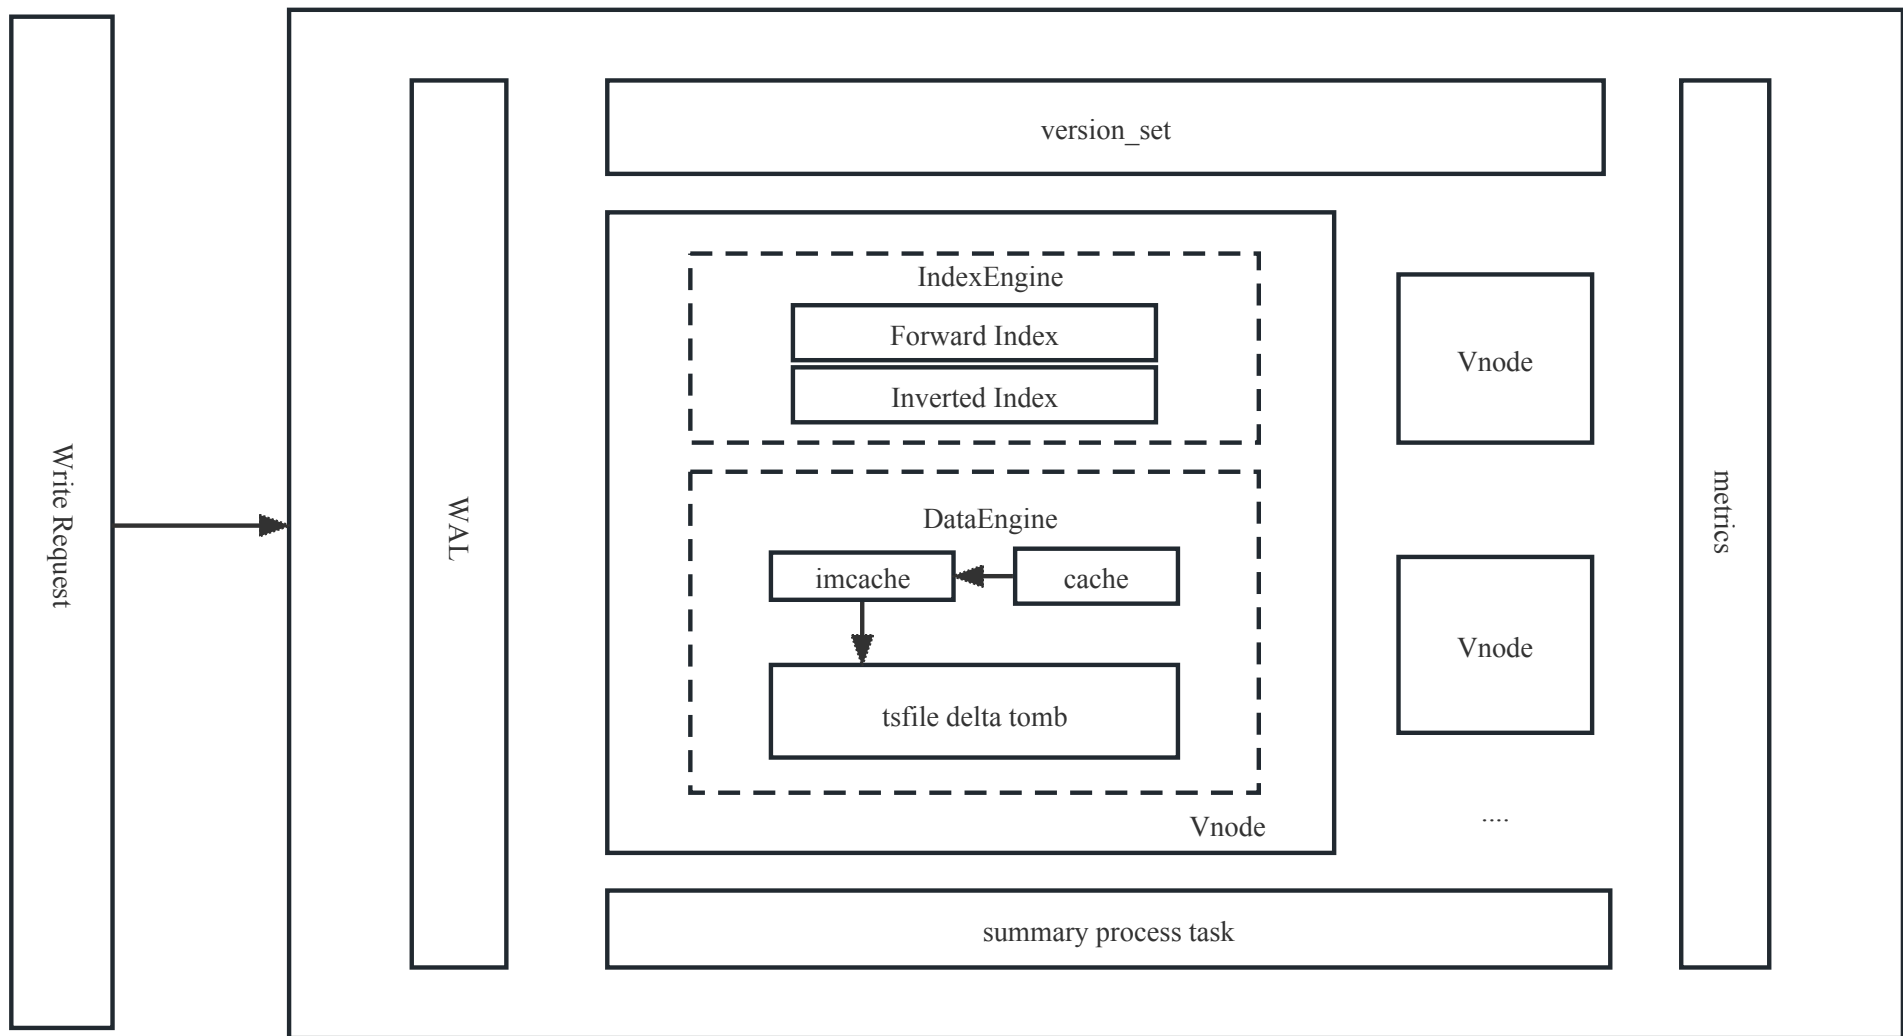 Write Request
WAL
version_set
IndexEngine
Forward Index
Inverted Index
DataEngine
imcache
cache
tsfile delta tomb
Vnode
Vnode
Vnode
....
summary process task
metrics